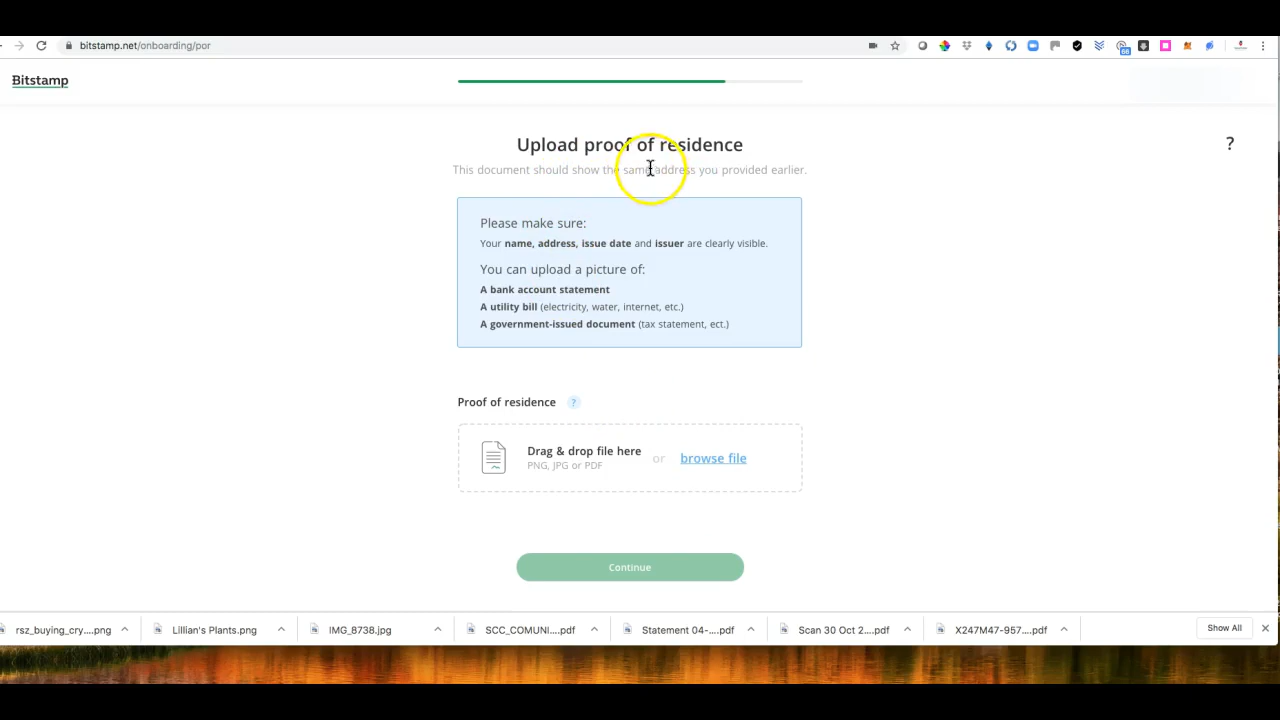 bitstamp.net/onboarding/por
68
Bitstamp
Upload proof of residence
?
This document should show the same address you provided earlier.
Please make sure:
Your name, address, issue date and issuer are clearly visible.
You can upload a picture of:
A bank account statement
A utility bill (electricity, water, internet, etc.)
A government-issued document (tax statement, ect.)
Proof of residence ?
Drag & drop file here or browse file
PNG, JPG or PDF
Continue
rsz_buying_cry....png Lillian's Plants.png IMG_8738.jpg SCC_COMUNI....pdf Statement 04-....pdf Scan 30 Oct 2....pdf X247M47-957....pdf Show All